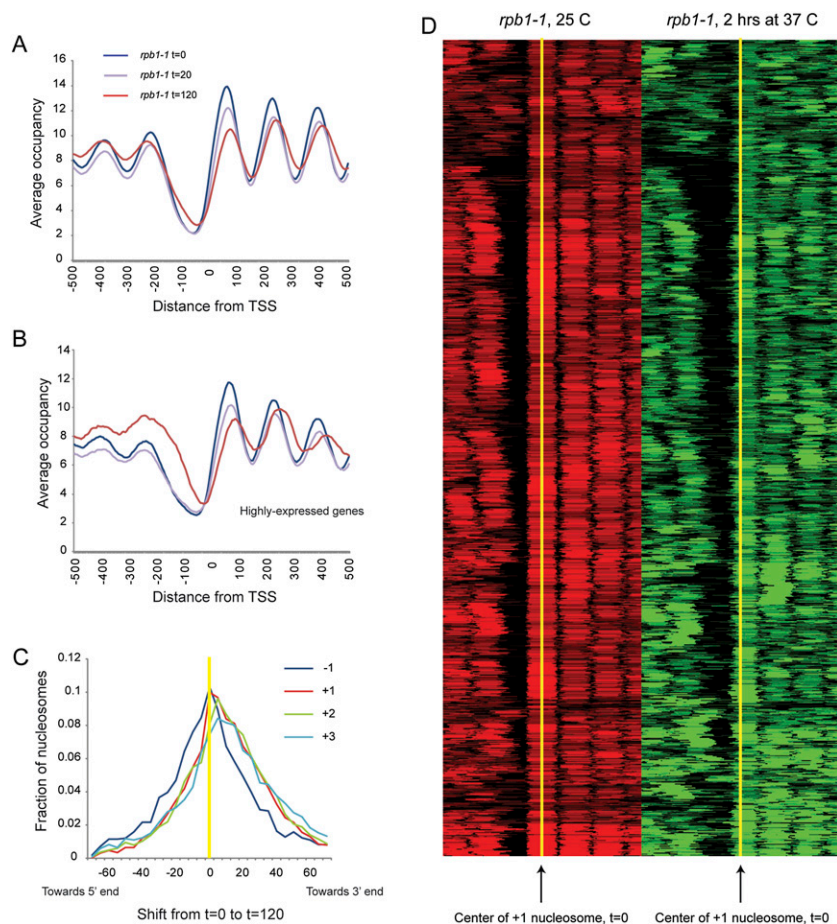 A
rpb1-1 t=0
rpb1-1 t=20
rpb1-1 t=120
16
14
12
10
8
6
4
2
0
Average occupancy
-500
-400
-300
-200
-100
0
100
200
300
400
500
Distance from TSS
B
14
12
10
8
6
4
2
0
Average occupancy
Highly-expressed genes
-500
-400
-300
-200
-100
0
100
200
300
400
500
Distance from TSS
C
0.12
0.1
0.08
0.06
0.04
0.02
0
Fraction of nucleosomes
-1
+1
+2
+3
-60 -40 -20 0 20 40 60
Towards 5' end Towards 3' end
Shift from t=0 to t=120
D
rpb1-1, 25 C rpb1-1, 2 hrs at 37 C
Center of +1 nucleosome, t=0 Center of +1 nucleosome, t=0